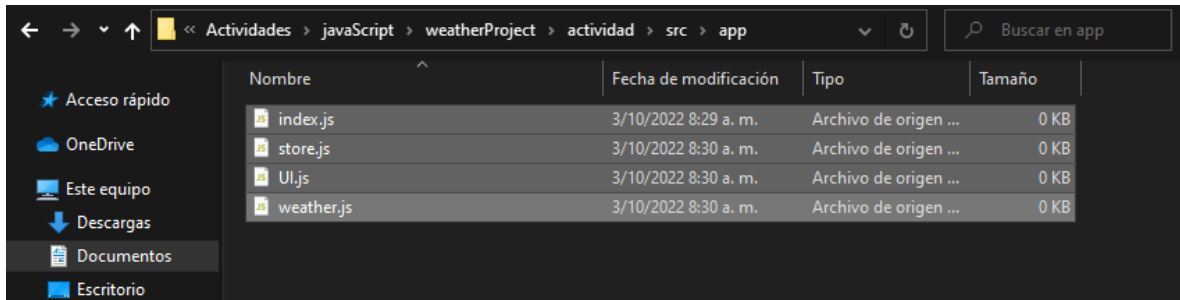 « Actividades > javaScript > weatherProject > actividad > src > app
Buscar en app
Nombre Fecha de modificación Tipo Tamaño
Acceso rápido
index.js 3/10/2022 8:29 a. m. Archivo de origen ... 0 KB
OneDrive
store.js 3/10/2022 8:30 a. m. Archivo de origen ... 0 KB
Este equipo
UI.js 3/10/2022 8:30 a. m. Archivo de origen ... 0 KB
Descargas
weather.js 3/10/2022 8:30 a. m. Archivo de origen ... 0 KB
Documentos
Escritorio